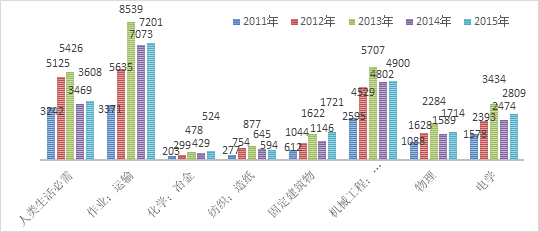 2011年 2012年 2013年 2014年 2015年
3242 5125 5426 3469 3608
3371 5635 8539 7073 7201
203 299 478 429 524
277 754 877 645 594
612 1044 1622 1146 1721
2595 4529 5707 4802 4900
1088 1628 2284 1589 1714
1578 2393 3434 2474 2809
人类生活必需
作业；运输
化学；冶金
纺织；造纸
固定建筑物
机械工程；…
物理
电学